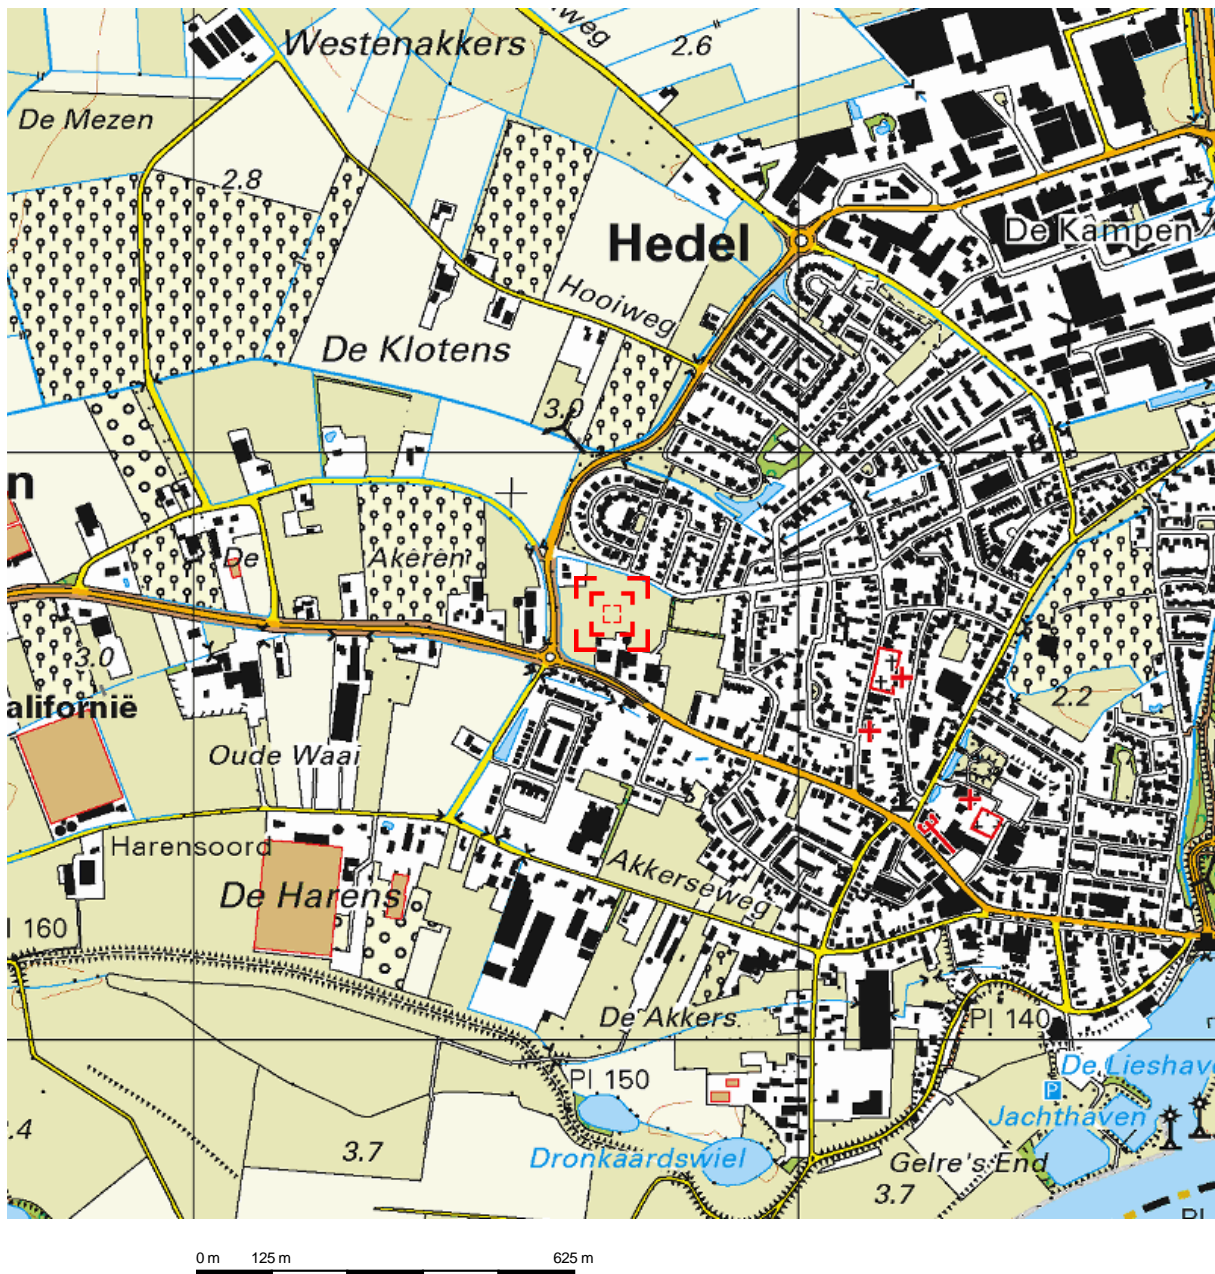 Westenakkers
weg
2.6
De Mezen
2.8
Hedel
De Kampen
Hooiweg
De Klotens
3.0
n
De
Akeren
3.0
alifornië
2.2
Oude Waai
Harensoord
Akkerseweg
De Harens
160
De Akkers
Pl 140
Pl 150
De Lieshav
P
Jachthaven
.4
3.7
Dronkaardswiel
Gelre's End
3.7
Pl
0 m 125 m 625 m